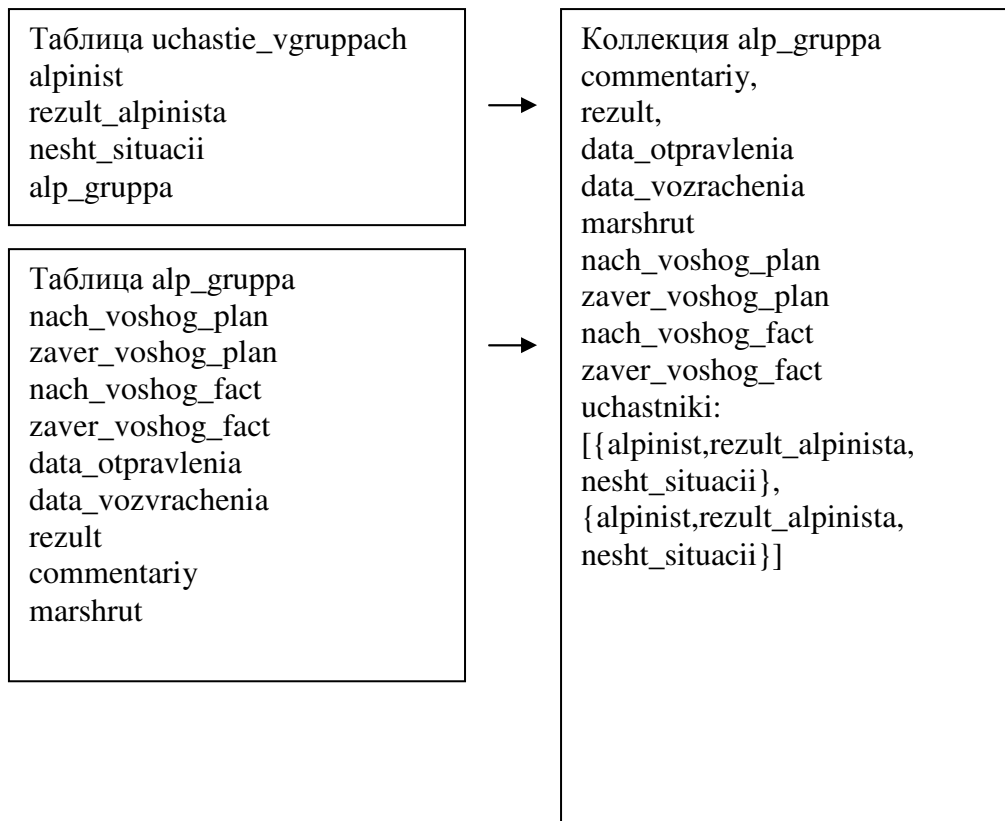 Таблица uchastie_vgruppach
alpinist
rezult_alpinista
nesht_situacii
alp_gruppa
Таблица alp_gruppa
nach_voshog_plan
zaver_voshog_plan
nach_voshog_fact
zaver_voshog_fact
data_otpravlenia
data_vozvrachenia
rezult
commentariy
marshrut
Коллекция alp_gruppa
commentariy,
rezult,
data_otpravlenia
data_vozrachenia
marshrut
nach_voshog_plan
zaver_voshog_plan
nach_voshog_fact
zaver_voshog_fact
uchastniki:
[{alpinist,rezult_alpinista,
nesht_situacii},
{alpinist,rezult_alpinista,
nesht_situacii}]